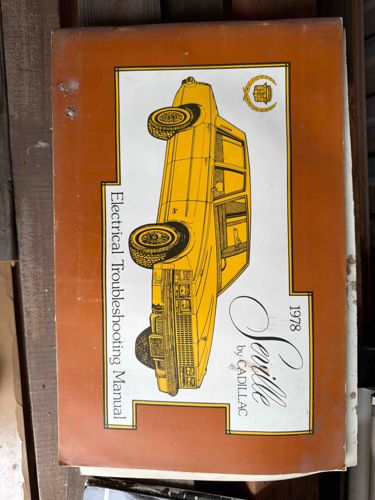 1978
Seville
by CADILLAC
Electrical Troubleshooting Manual